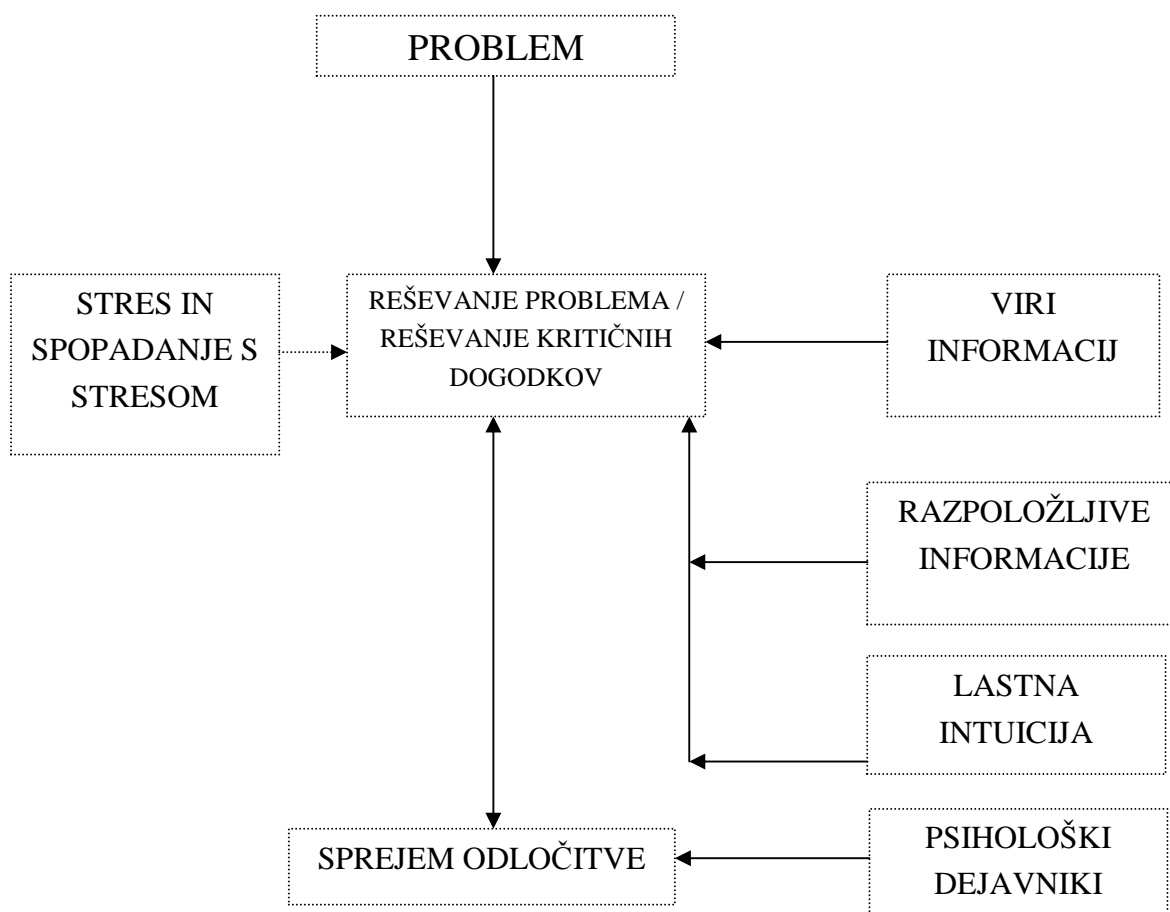 PROBLEM
STRES IN
SPOPADANJE S
STRESOM
REŠEVANJE PROBLEMA /
REŠEVANJE KRITIČNIH
DOGODKOV
VIRI
INFORMACIJ
RAZPOLOŽLJIVE
INFORMACIJE
LASTNA
INTUICIJA
SPREJEM ODLOČITVE
PSIHOLOŠKI
DEJAVNIKI